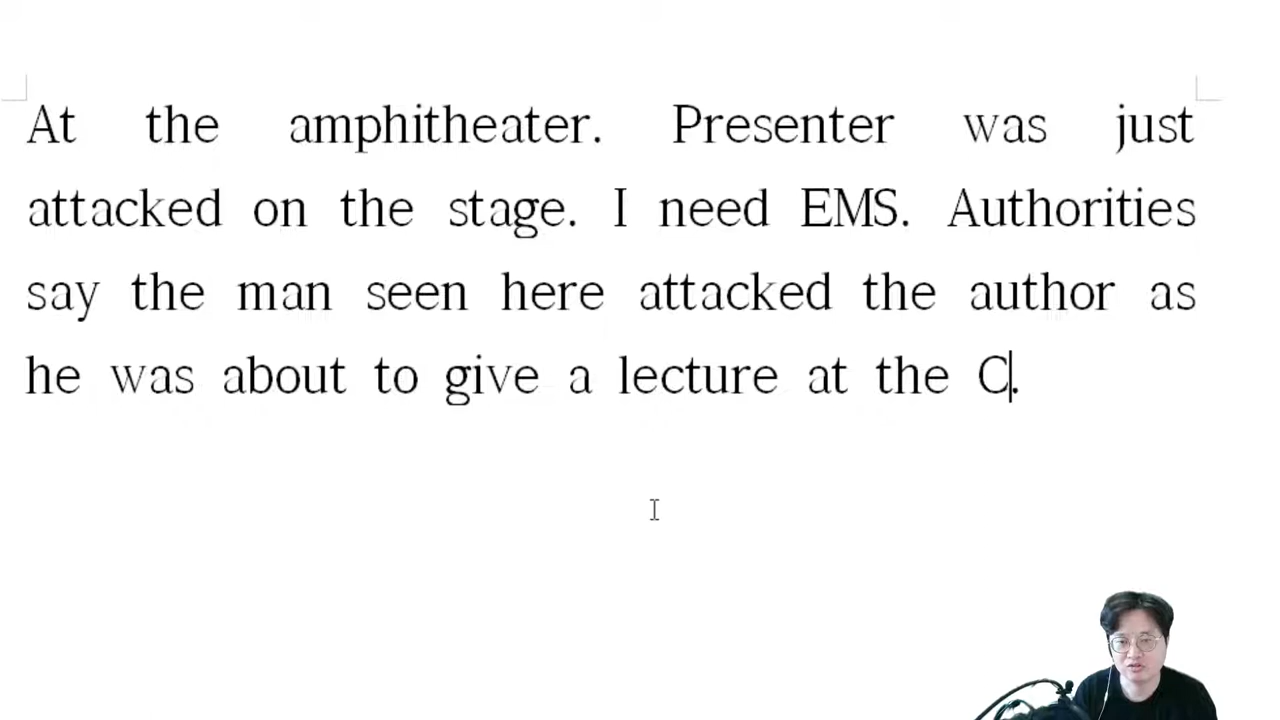 At the amphitheater. Presenter was just
attacked on the stage. I need EMS. Authorities
say the man seen here attacked the author as
he was about to give a lecture at the C.